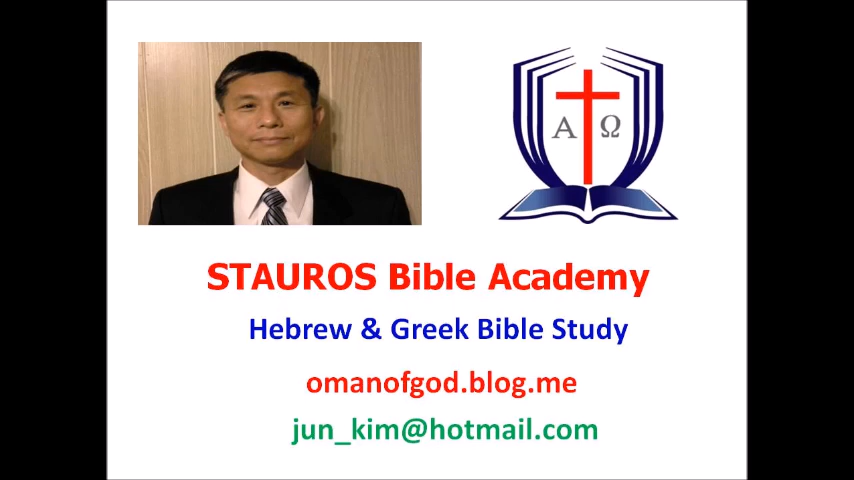 Α Ω
STAUROS Bible Academy
Hebrew & Greek Bible Study
omanofgod.blog.me
jun_kim@hotmail.com